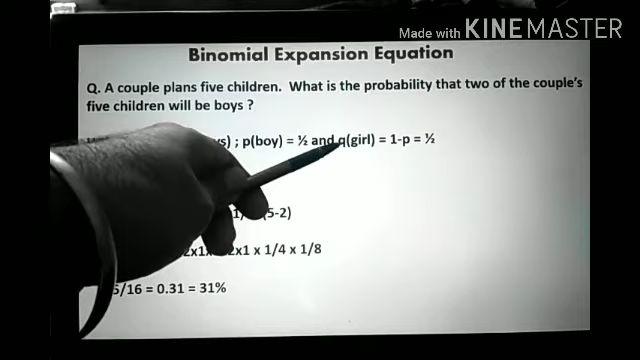 Made with KINEMASTER
Binomial Expansion Equation
Q. A couple plans five children. What is the probability that two of the couple's
five children will be boys ?
; p(boy) = ½ and q(girl) = 1-p = ½
(5-2)
x1 x 1/4 x 1/8
5/16 = 0.31 = 31%